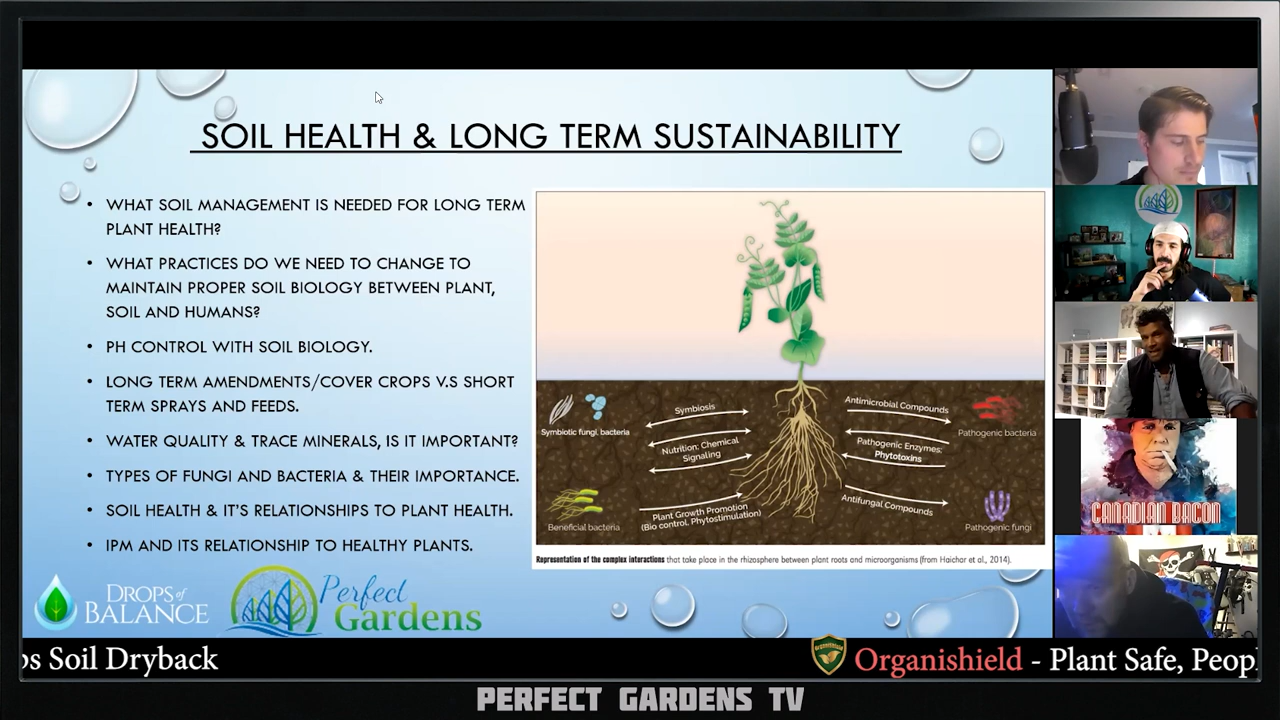 SOIL HEALTH & LONG TERM SUSTAINABILITY
• WHAT SOIL MANAGEMENT IS NEEDED FOR LONG TERM
PLANT HEALTH?
• WHAT PRACTICES DO WE NEED TO CHANGE TO
MAINTAIN PROPER SOIL BIOLOGY BETWEEN PLANT,
SOIL AND HUMANS?
• PH CONTROL WITH SOIL BIOLOGY.
• LONG TERM AMENDMENTS/COVER CROPS V.S SHORT
TERM SPRAYS AND FEEDS.
• WATER QUALITY & TRACE MINERALS, IS IT IMPORTANT?
• TYPES OF FUNGI AND BACTERIA & THEIR IMPORTANCE.
• SOIL HEALTH & IT'S RELATIONSHIPS TO PLANT HEALTH.
• IPM AND ITS RELATIONSHIP TO HEALTHY PLANTS.
Symbiotic fungi, bacteria
Symbiosis
Nutrition; Chemical
Signaling
Beneficial bacteria
Plant Growth Promotion
(Bio control, Phytostimulation)
Antimicrobial Compounds
Pathogenic bacteria
Pathogenic Enzymes;
Phytotoxins
Antifungal Compounds
Pathogenic fungi
Representation of the complex interactions that take place in the rhizosphere between plant roots and microorganisms (from Haichar et al., 2014).
DROPS of
BALANCE
Perfect
Gardens
CANADIAN BACON
ps Soil Dryback
Organishield - Plant Safe, Peop
PERFECT GARDENS TV